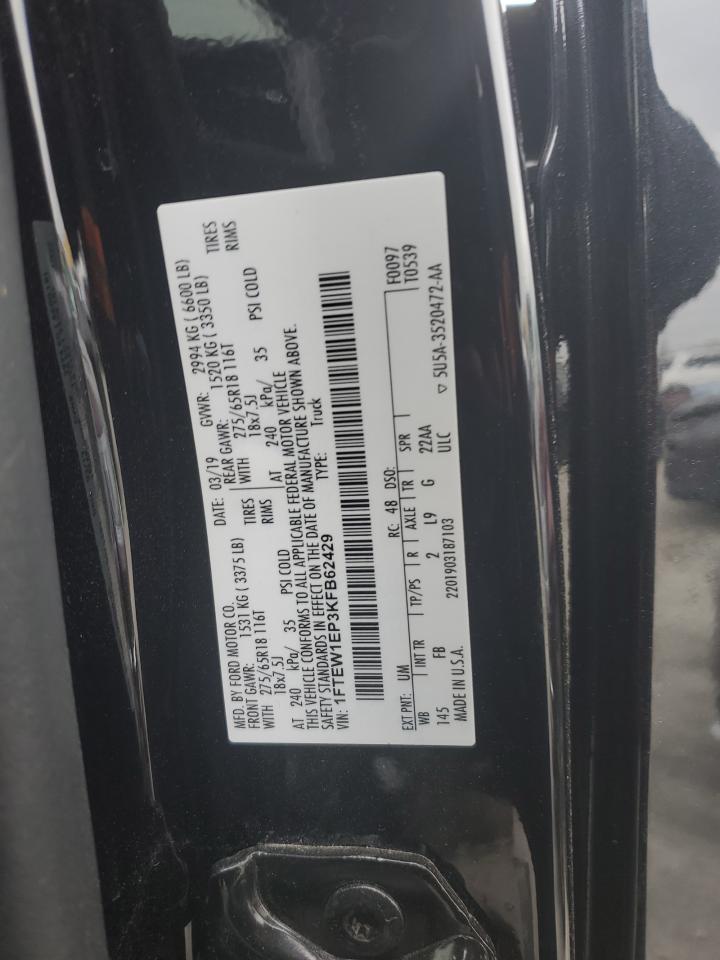 MFD. BY FORD MOTOR CO. DATE: 03/19 GVWR: 2994 KG ( 6600 LB)
FRONT GAWR: 1531 KG ( 3375 LB) REAR GAWR: 1520 KG ( 3350 LB)
WITH 275/65R18 116T TIRES WITH 275/65R18 116T TIRES
18x7.5J RIMS 18x7.5J RIMS
AT 240 kPa/ 35 PSI COLD AT 240 kPa/ 35 PSI COLD
THIS VEHICLE CONFORMS TO ALL APPLICABLE FEDERAL MOTOR VEHICLE
SAFETY STANDARDS IN EFFECT ON THE DATE OF MANUFACTURE SHOWN ABOVE.
VIN: 1FTEW1EP3KFB62429 TYPE: Truck
EXT PNT: UM RC: 48 DSO: F0097
WB INT TR TP/PS R AXLE TR SPR T0539
145 FB 2 L9 G 22AA
MADE IN U.S.A. 2201903187103 ULC ▽ 5U5A-3520472-AA